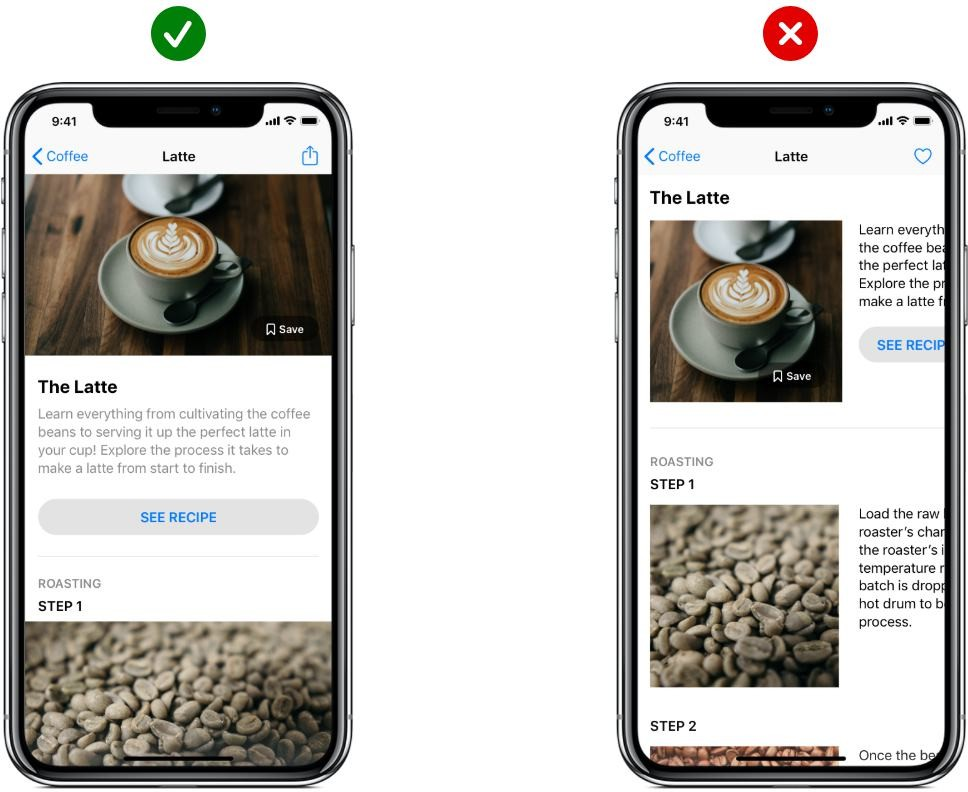 9:41
Coffee
Latte
Save
The Latte
Learn everything from cultivating the coffee
beans to serving it up the perfect latte in
your cup! Explore the process it takes to
make a latte from start to finish.
SEE RECIPE
ROASTING
STEP 1
9:41
Coffee
Latte
The Latte
Learn everyth
the coffee bea
the perfect lat
Explore the pr
make a latte f
Save
SEE RECIP
ROASTING
STEP 1
Load the raw
roaster's char
the roaster's i
temperature r
batch is dropp
hot drum to b
process.
STEP 2
Once the be